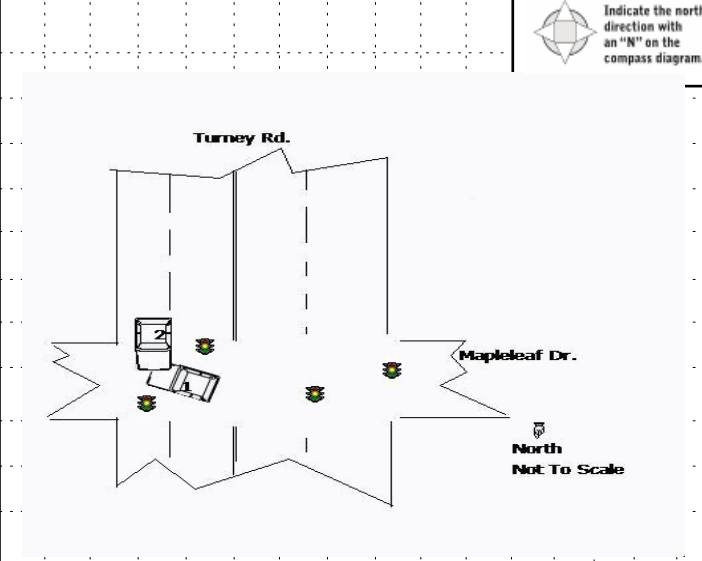 Indicate the north
direction with
an "N" on the
compass diagram.
Turney Rd.
2
Mapleleaf Dr.
1
North
Not To Scale